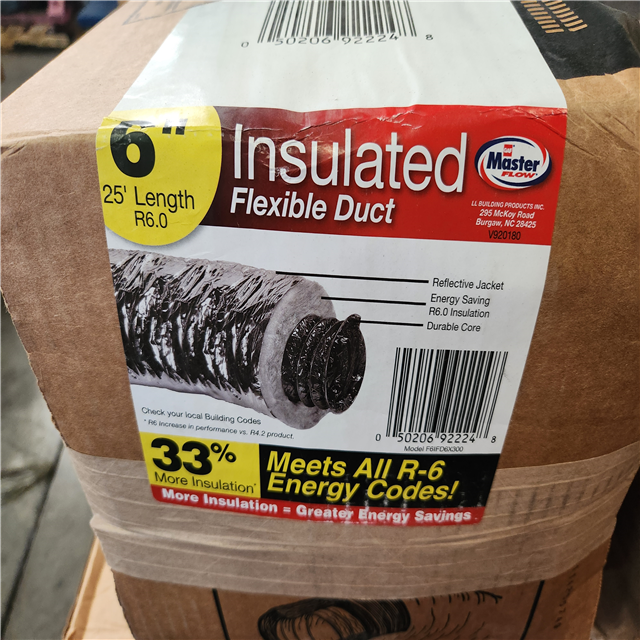 0 50206 92224 8
6"
25' Length
R6.0
Insulated
Flexible Duct
Master
FLOW®
LL BUILDING PRODUCTS INC.
295 McKoy Road
Burgaw, NC 28425
V920180
Reflective Jacket
Energy Saving
R6.0 Insulation
Durable Core
0 50206 92224 8
Model F6IFD6X300
Check your local Building Codes
* R6 Increase in performance vs. R4.2 product.
33%
More Insulation*
Meets All R-6
Energy Codes!
More Insulation = Greater Energy Savings